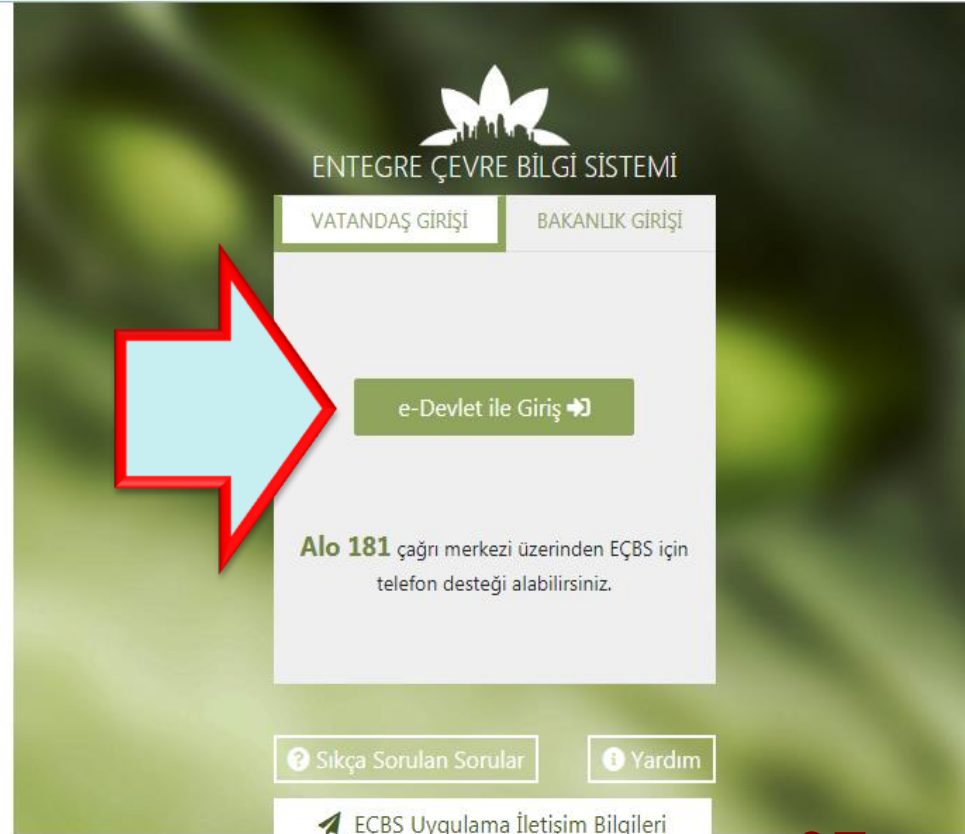 ENTEGRE ÇEVRE BİLGİ SİSTEMİ
VATANDAŞ GİRİŞİ
BAKANLIK GİRİŞİ
e-Devlet ile Giriş
Alo 181 çağrı merkezi üzerinden EÇBS için
telefon desteği alabilirsiniz.
Sıkça Sorulan Sorular
Yardım
EÇBS Uygulama İletişim Bilgileri